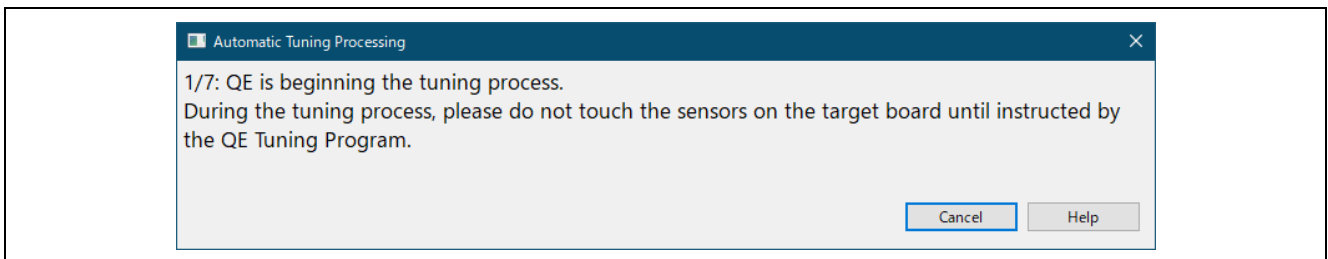 Automatic Tuning Processing
1/7: QE is beginning the tuning process.
During the tuning process, please do not touch the sensors on the target board until instructed by
the QE Tuning Program.
Cancel Help